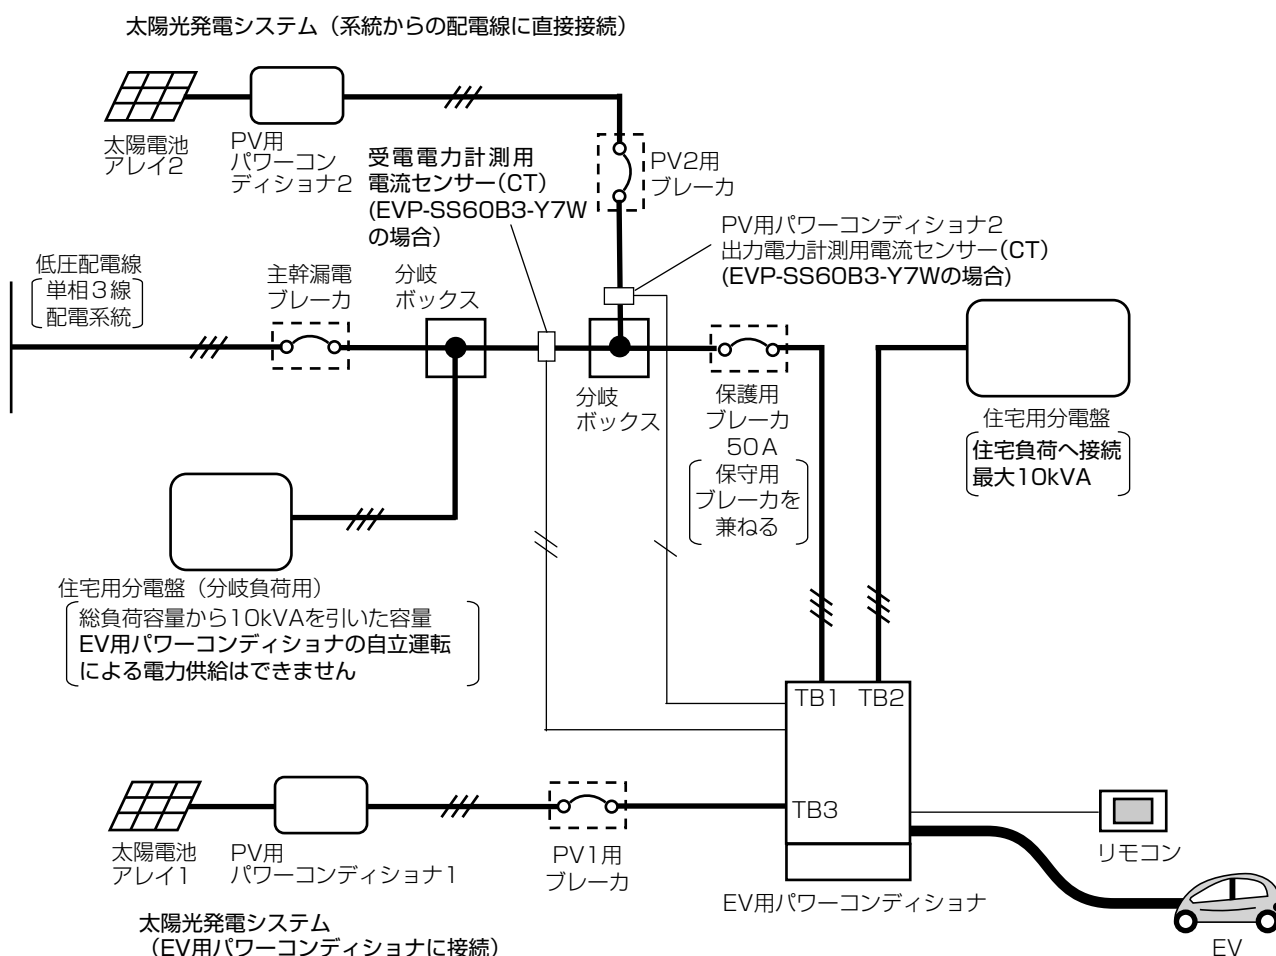 太陽光発電システム（系統からの配電線に直接接続）
太陽電池
アレイ2
PV用
パワーコン
ディショナ2
受電電力計測用
電流センサー(CT)
(EVP-SS60B3-Y7W
の場合)
PV2用
ブレーカ
PV用パワーコンディショナ2
出力電力計測用電流センサー(CT)
(EVP-SS60B3-Y7Wの場合)
低圧配電線
単相３線
配電系統
主幹漏電
ブレーカ
分岐
ボックス
分岐
ボックス
保護用
ブレーカ
50A
保守用
ブレーカを
兼ねる
住宅用分電盤
住宅負荷へ接続
最大10kVA
住宅用分電盤（分岐負荷用）
総負荷容量から10kVAを引いた容量
EV用パワーコンディショナの自立運転
による電力供給はできません
TB1
TB2
TB3
太陽電池
アレイ1
PV用
パワーコンディショナ1
PV1用
ブレーカ
EV用パワーコンディショナ
リモコン
EV
太陽光発電システム
（EV用パワーコンディショナに接続）